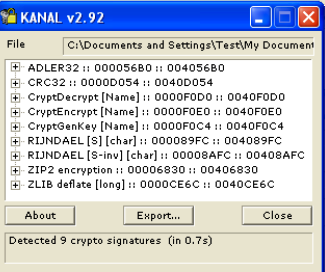 KANAL v2.92
File C:\Documents and Settings\Test\My Document
ADLER32 :: 000056B0 :: 004056B0
CRC32 :: 0000D054 :: 0040D054
CryptDecrypt [Name] :: 0000F0D0 :: 0040F0D0
CryptEncrypt [Name] :: 0000F0E0 :: 0040F0E0
CryptGenKey [Name] :: 0000F0C4 :: 0040F0C4
RIJNDAEL [S] [char] :: 000089FC :: 004089FC
RIJNDAEL [S-inv] [char] :: 00008AFC :: 00408AFC
ZIP2 encryption :: 00006830 :: 00406830
ZLIB deflate [long] :: 0000CE6C :: 0040CE6C
About Export... Close
Detected 9 crypto signatures (in 0.7s)